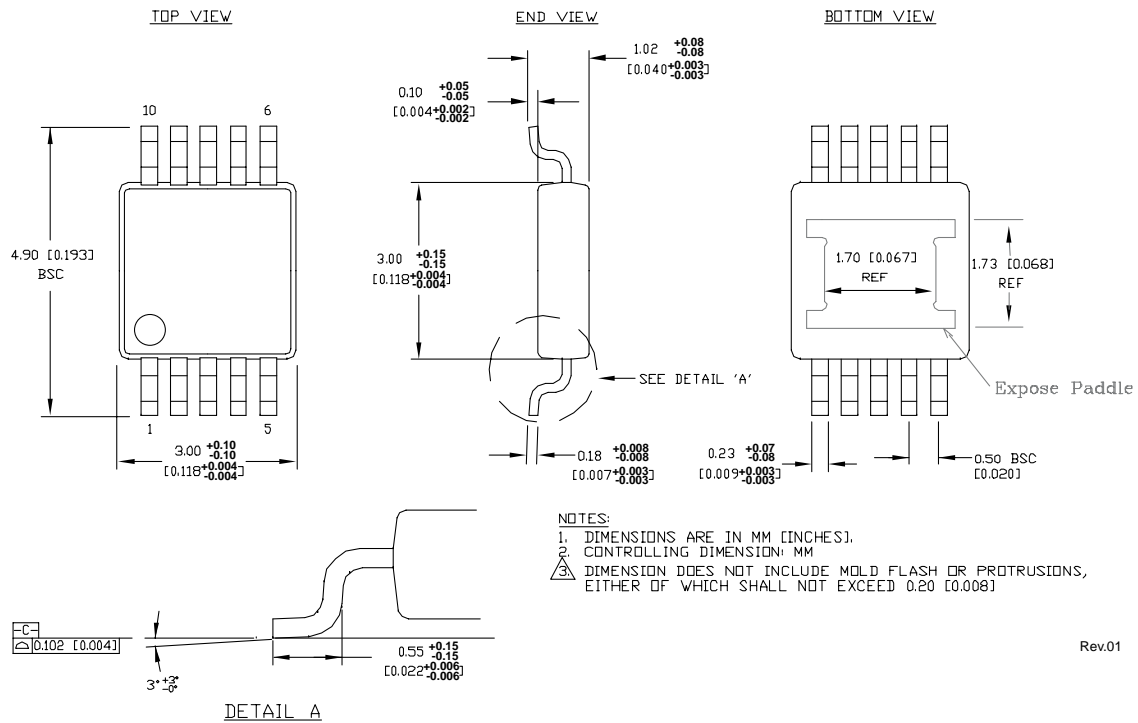 TOP VIEW
END VIEW
BOTTOM VIEW
1.02 +0.08 -0.08
[0.040+0.003 -0.003]
0.10 +0.05 -0.05
[0.004+0.002 -0.002]
10
6
4.90 [0.193]
BSC
3.00 +0.15 -0.15
[0.118+0.004 -0.004]
1.70 [0.067]
REF
1.73 [0.068]
REF
SEE DETAIL 'A'
Expose Paddle
1
5
3.00 +0.10 -0.10
[0.118+0.004 -0.004]
0.18 +0.008 -0.008
[0.007+0.003 -0.003]
0.23 +0.07 -0.08
[0.009+0.003 -0.003]
0.50 BSC
[0.020]
NOTES:
1. DIMENSIONS ARE IN MM [INCHES].
2. CONTROLLING DIMENSION: MM
3. DIMENSION DOES NOT INCLUDE MOLD FLASH OR PROTRUSIONS,
EITHER OF WHICH SHALL NOT EXCEED 0.20 [0.008]
-C-
0.102 [0.004]
3° +3° -0°
0.55 +0.15 -0.15
[0.022+0.006 -0.006]
DETAIL A
Rev.01